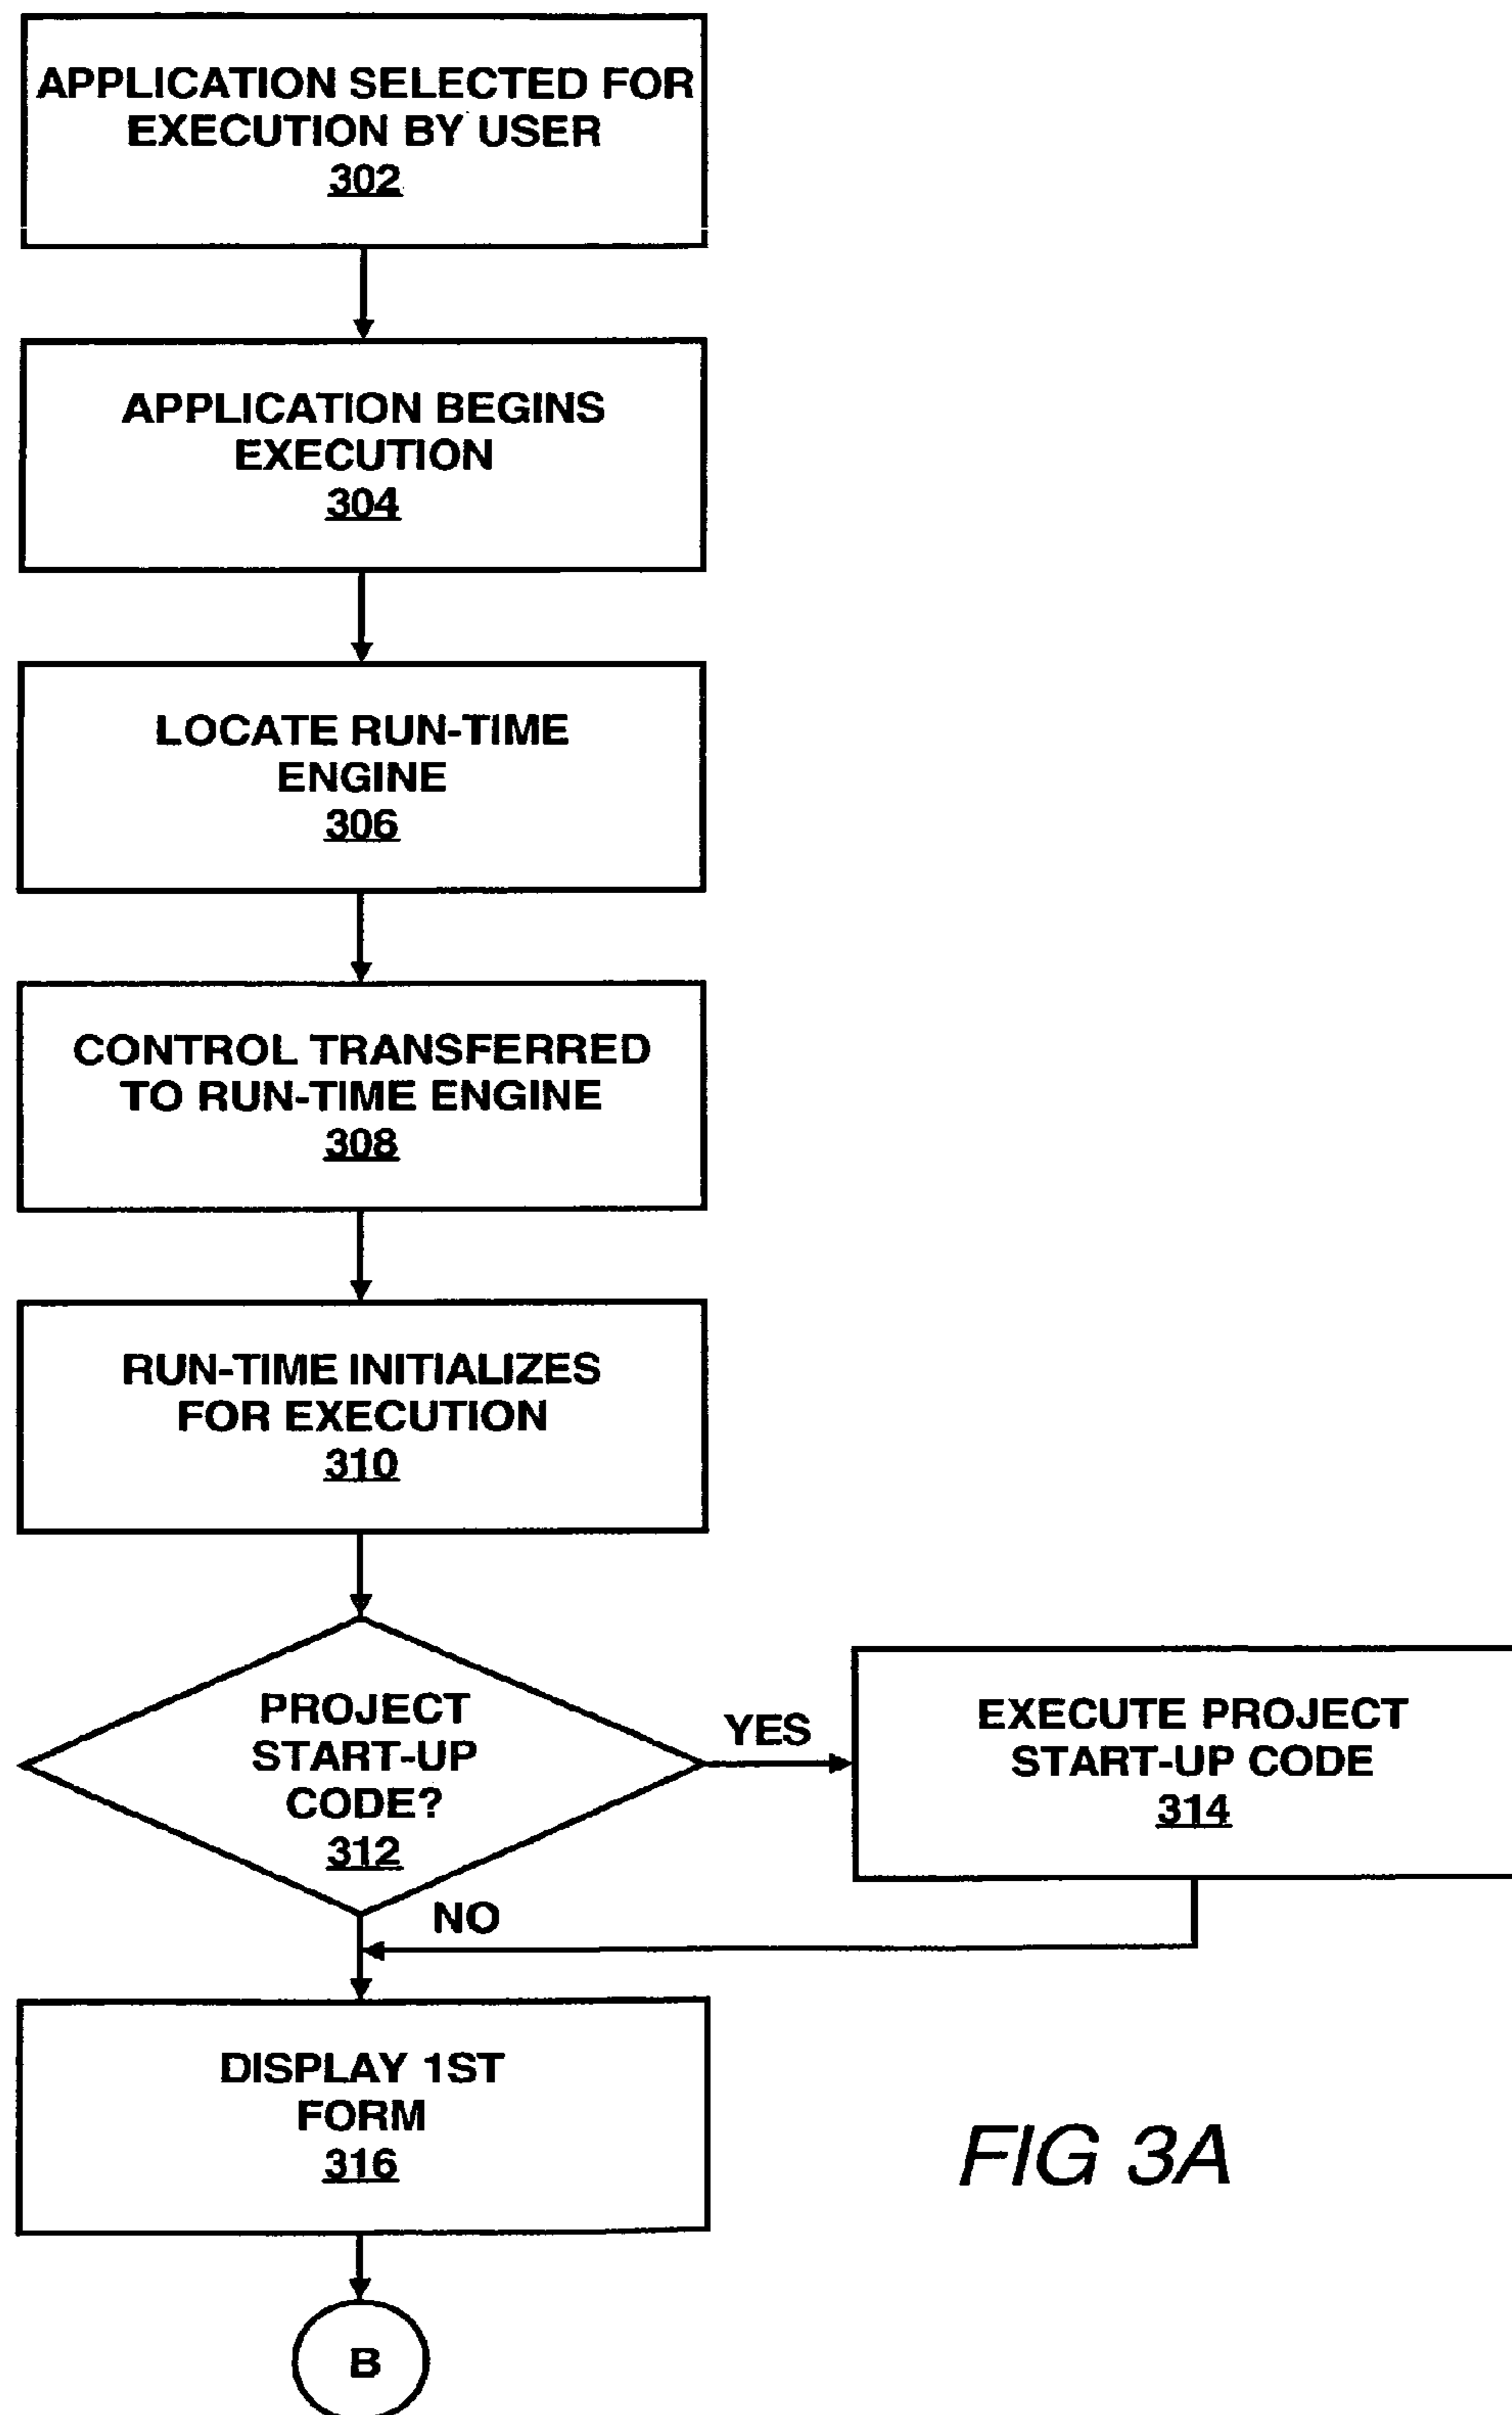 APPLICATION SELECTED FOR
EXECUTION BY USER
302
APPLICATION BEGINS
EXECUTION
304
LOCATE RUN-TIME
ENGINE
306
CONTROL TRANSFERRED
TO RUN-TIME ENGINE
308
RUN-TIME INITIALIZES
FOR EXECUTION
310
PROJECT
START-UP
CODE?
312
YES
EXECUTE PROJECT
START-UP CODE
314
NO
DISPLAY 1ST
FORM
316
FIG 3A
B